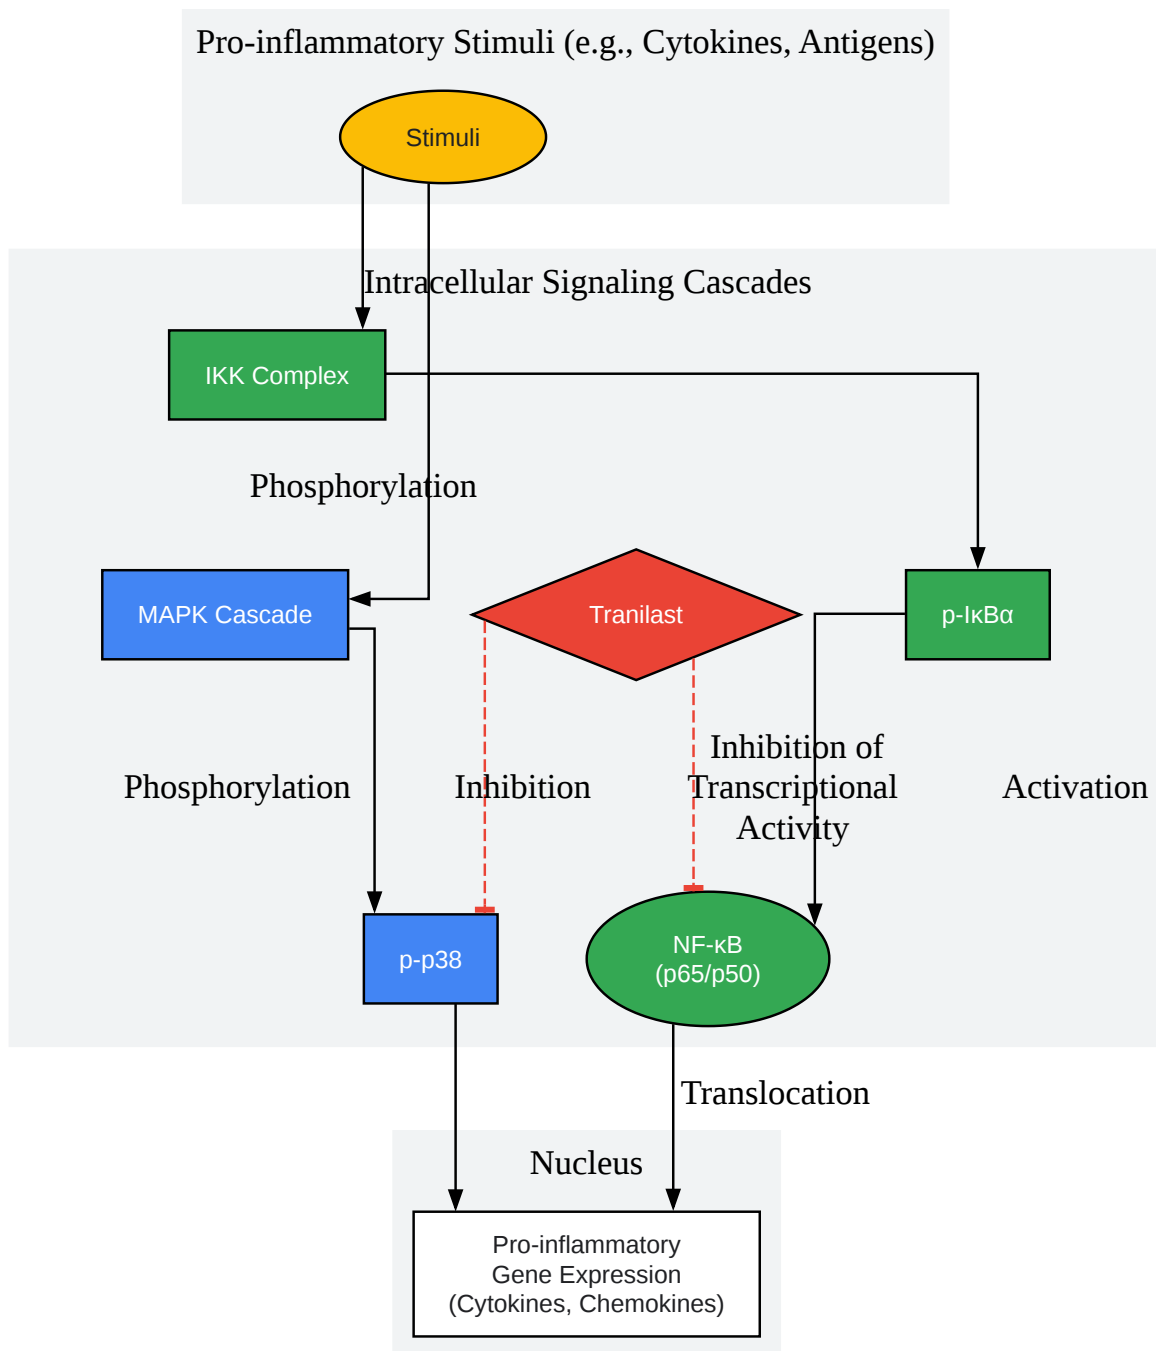 Pro-inflammatory Stimuli (e.g., Cytokines, Antigens)
Stimuli
Intracellular Signaling Cascades
IKK Complex
Phosphorylation
MAPK Cascade
Tranilast
p-IκBα
Phosphorylation
Inhibition
Inhibition of
Transcriptional
Activity
Activation
p-p38
NF-κB
(p65/p50)
Translocation
Nucleus
Pro-inflammatory
Gene Expression
(Cytokines, Chemokines)